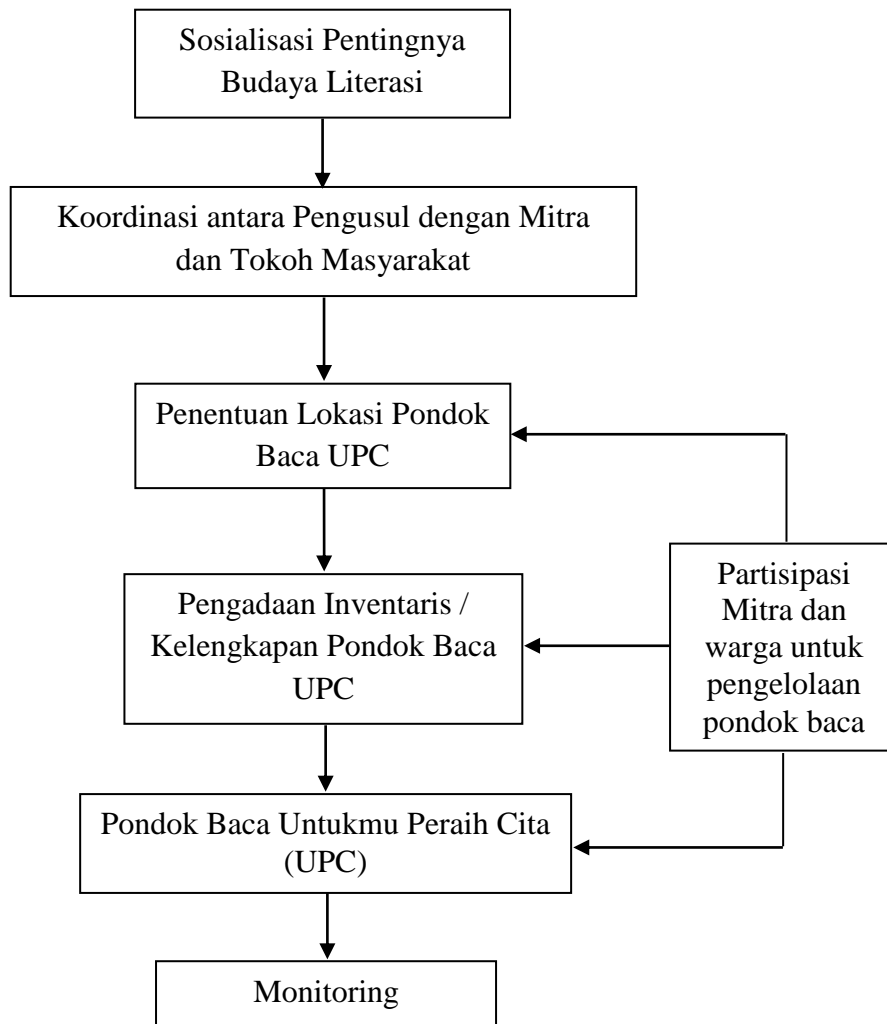 Sosialisasi Pentingnya
Budaya Literasi
Koordinasi antara Pengusul dengan Mitra
dan Tokoh Masyarakat
Penentuan Lokasi Pondok
Baca UPC
Pengadaan Inventaris /
Kelengkapan Pondok Baca
UPC
Partisipasi
Mitra dan
warga untuk
pengelolaan
pondok baca
Pondok Baca Untukmu Peraih Cita
(UPC)
Monitoring